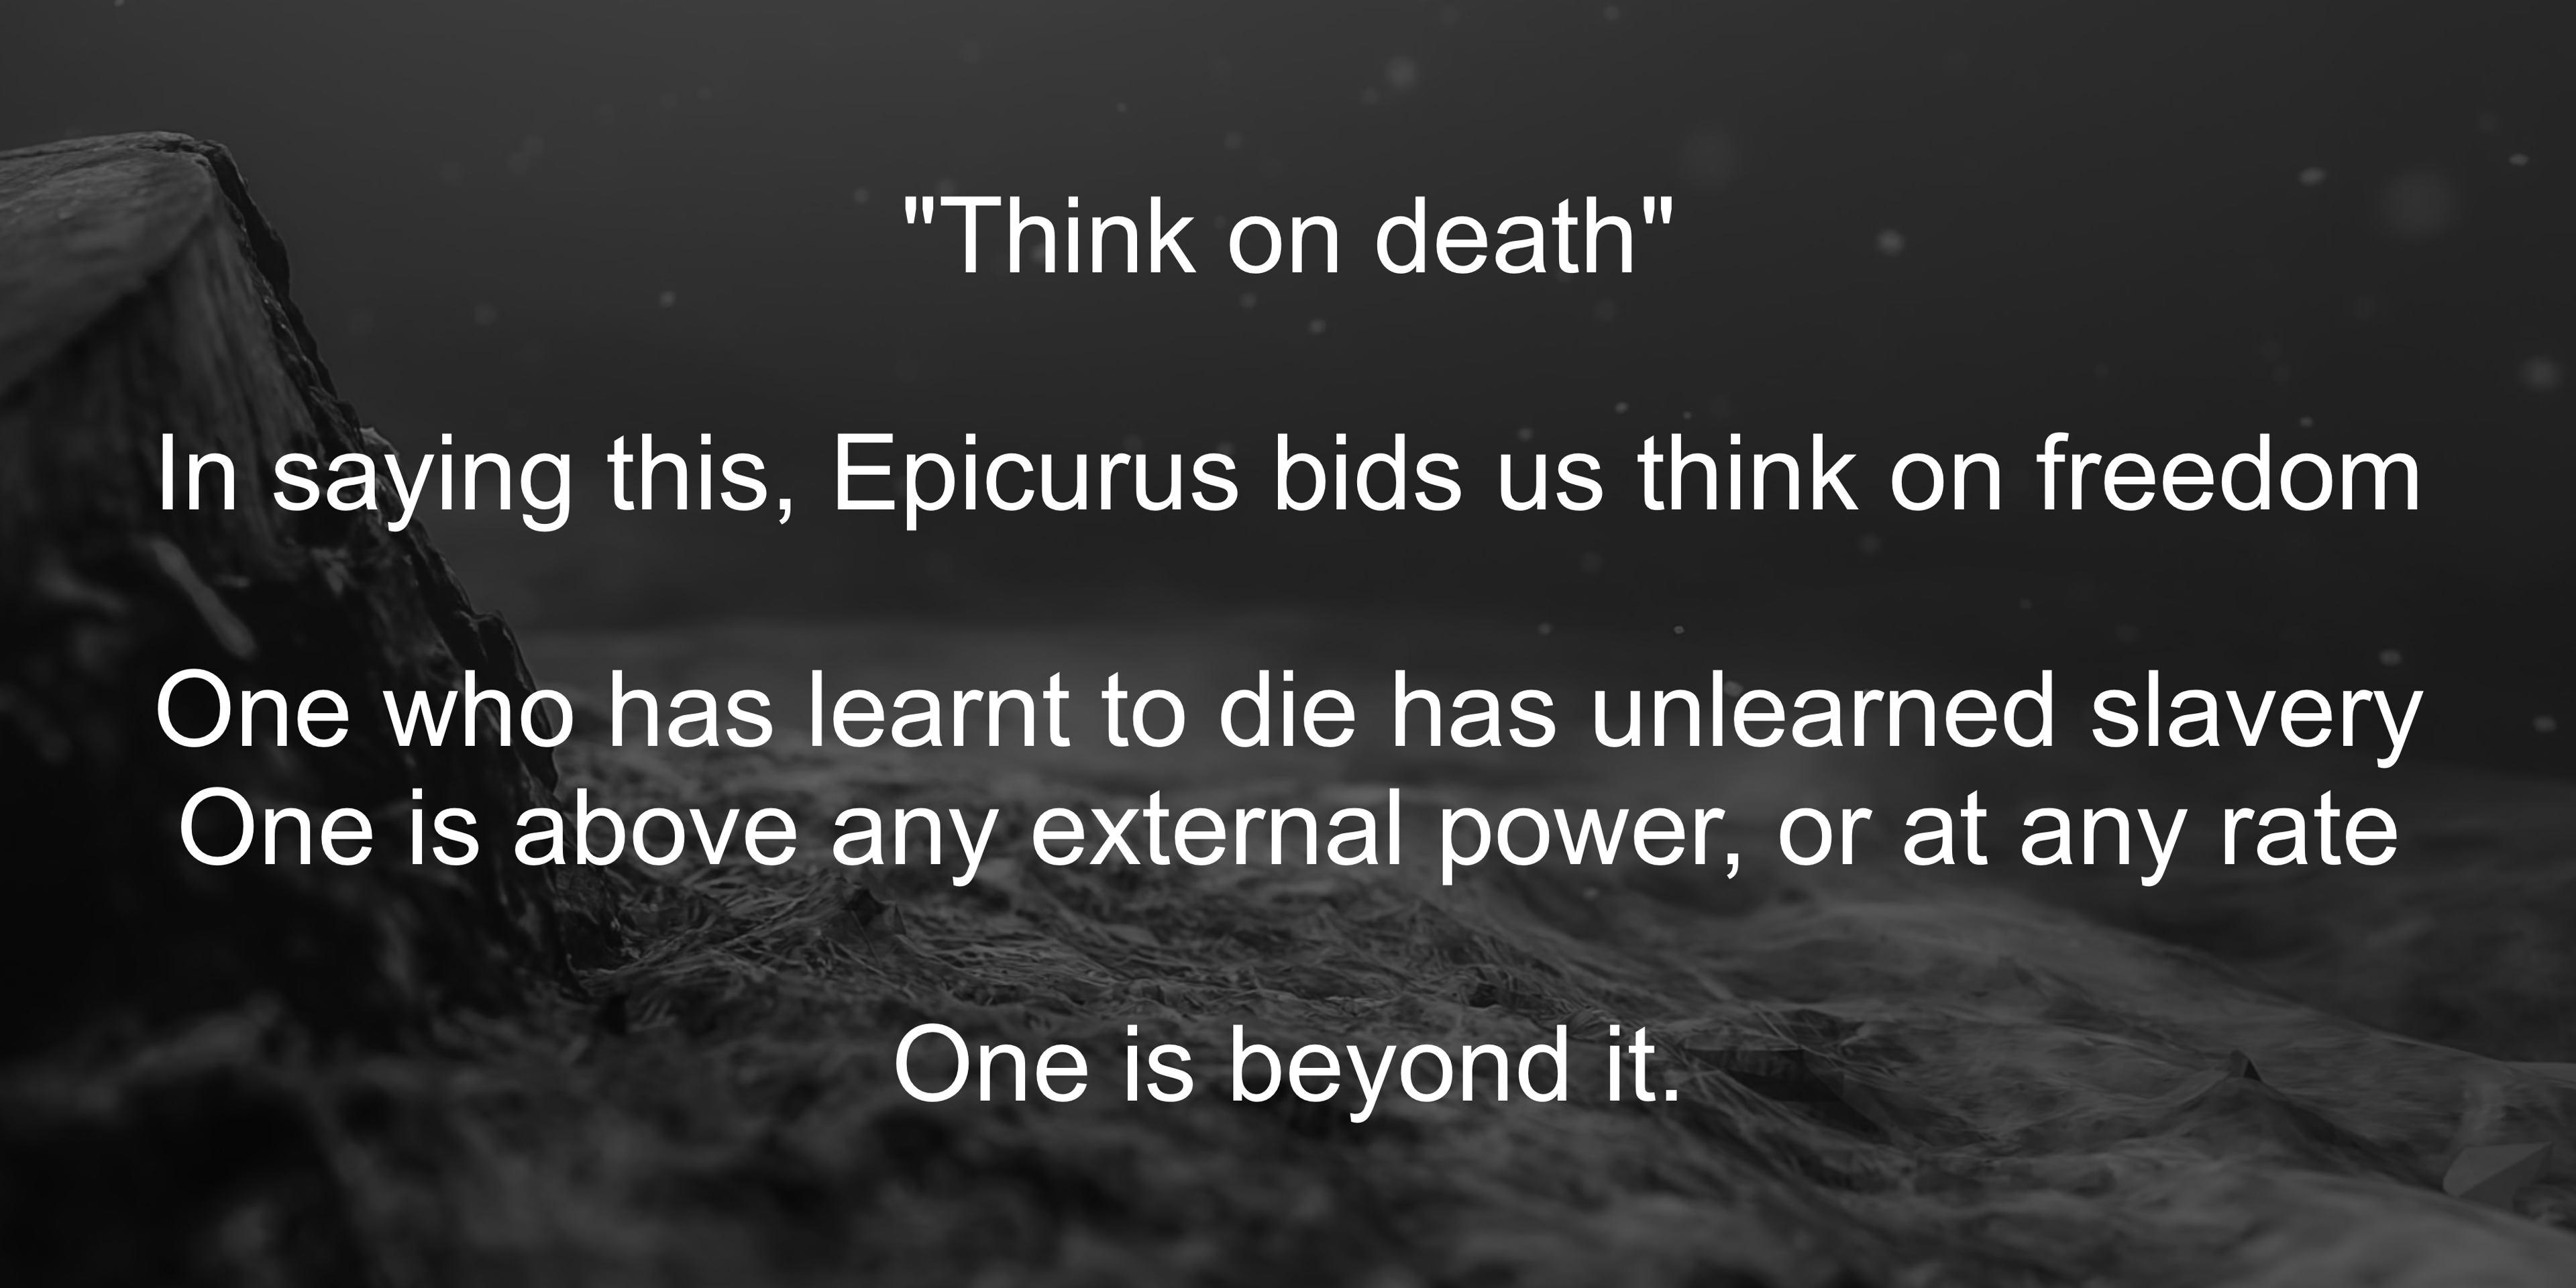 "Think on death"
In saying this, Epicurus bids us think on freedom
One who has learnt to die has unlearned slavery
One is above any external power, or at any rate
One is beyond it.